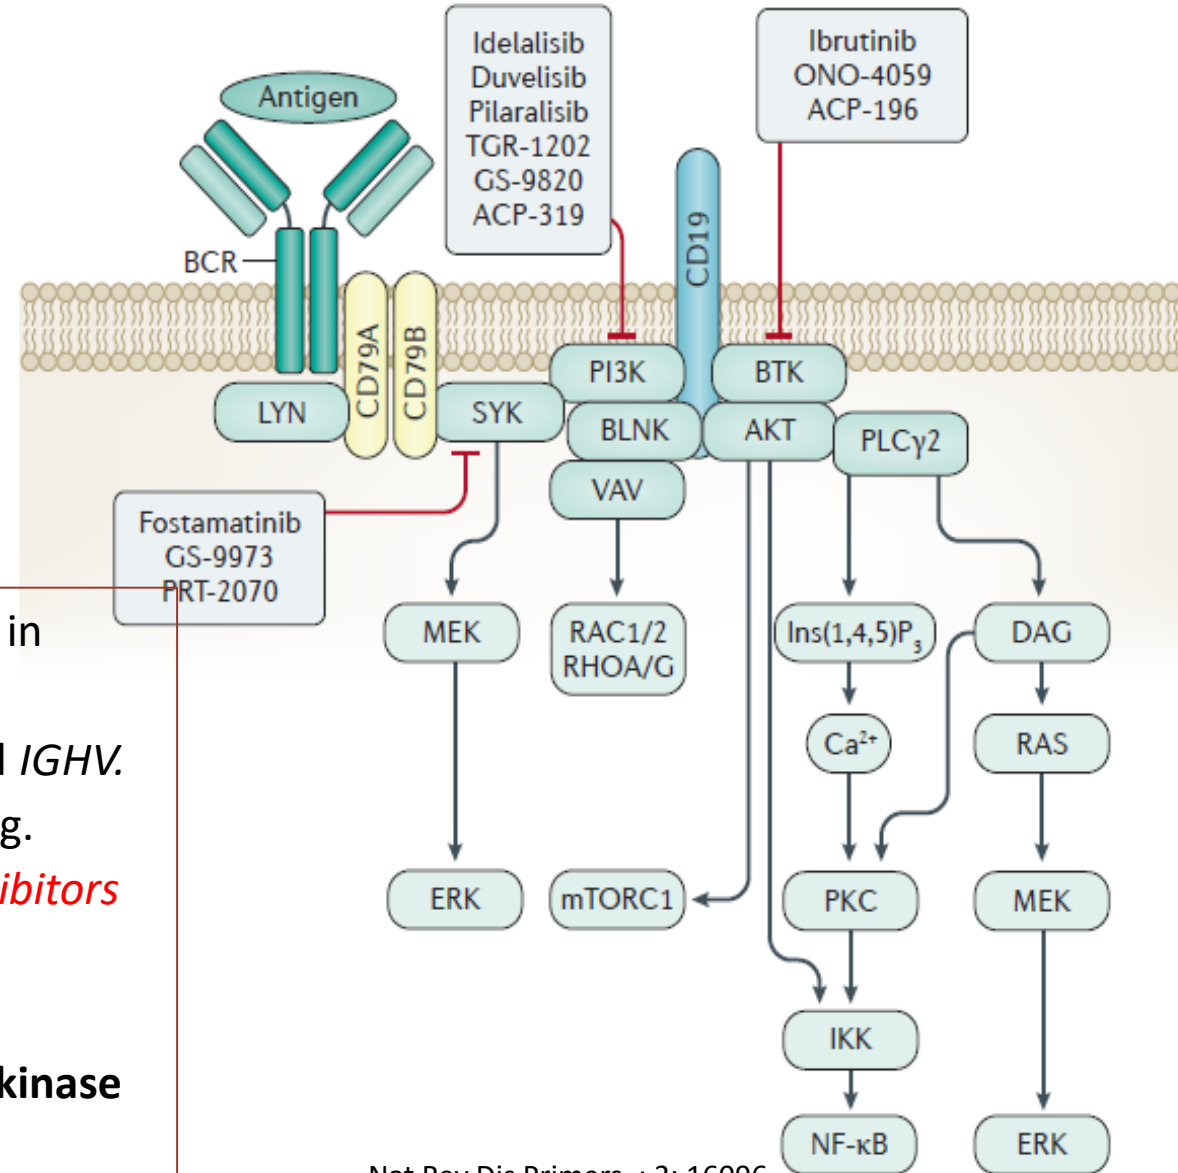 Idelalisib
Duvelisib
Pilaralisib
TGR-1202
GS-9820
ACP-319
Ibrutinib
ONO-4059
ACP-196
Antigen
BCR
CD79A
CD79B
CD19
LYN
SYK
PI3K
BTK
BLNK
AKT
PLCγ2
VAV
Fostamatinib
GS-9973
PRT-2070
MEK
RAC1/2
RHOA/G
Ins(1,4,5)P₃
DAG
Ca²⁺
RAS
ERK
mTORC1
PKC
MEK
IKK
NF-κB
ERK
in
IGHV.
g.
ibitors
kinase